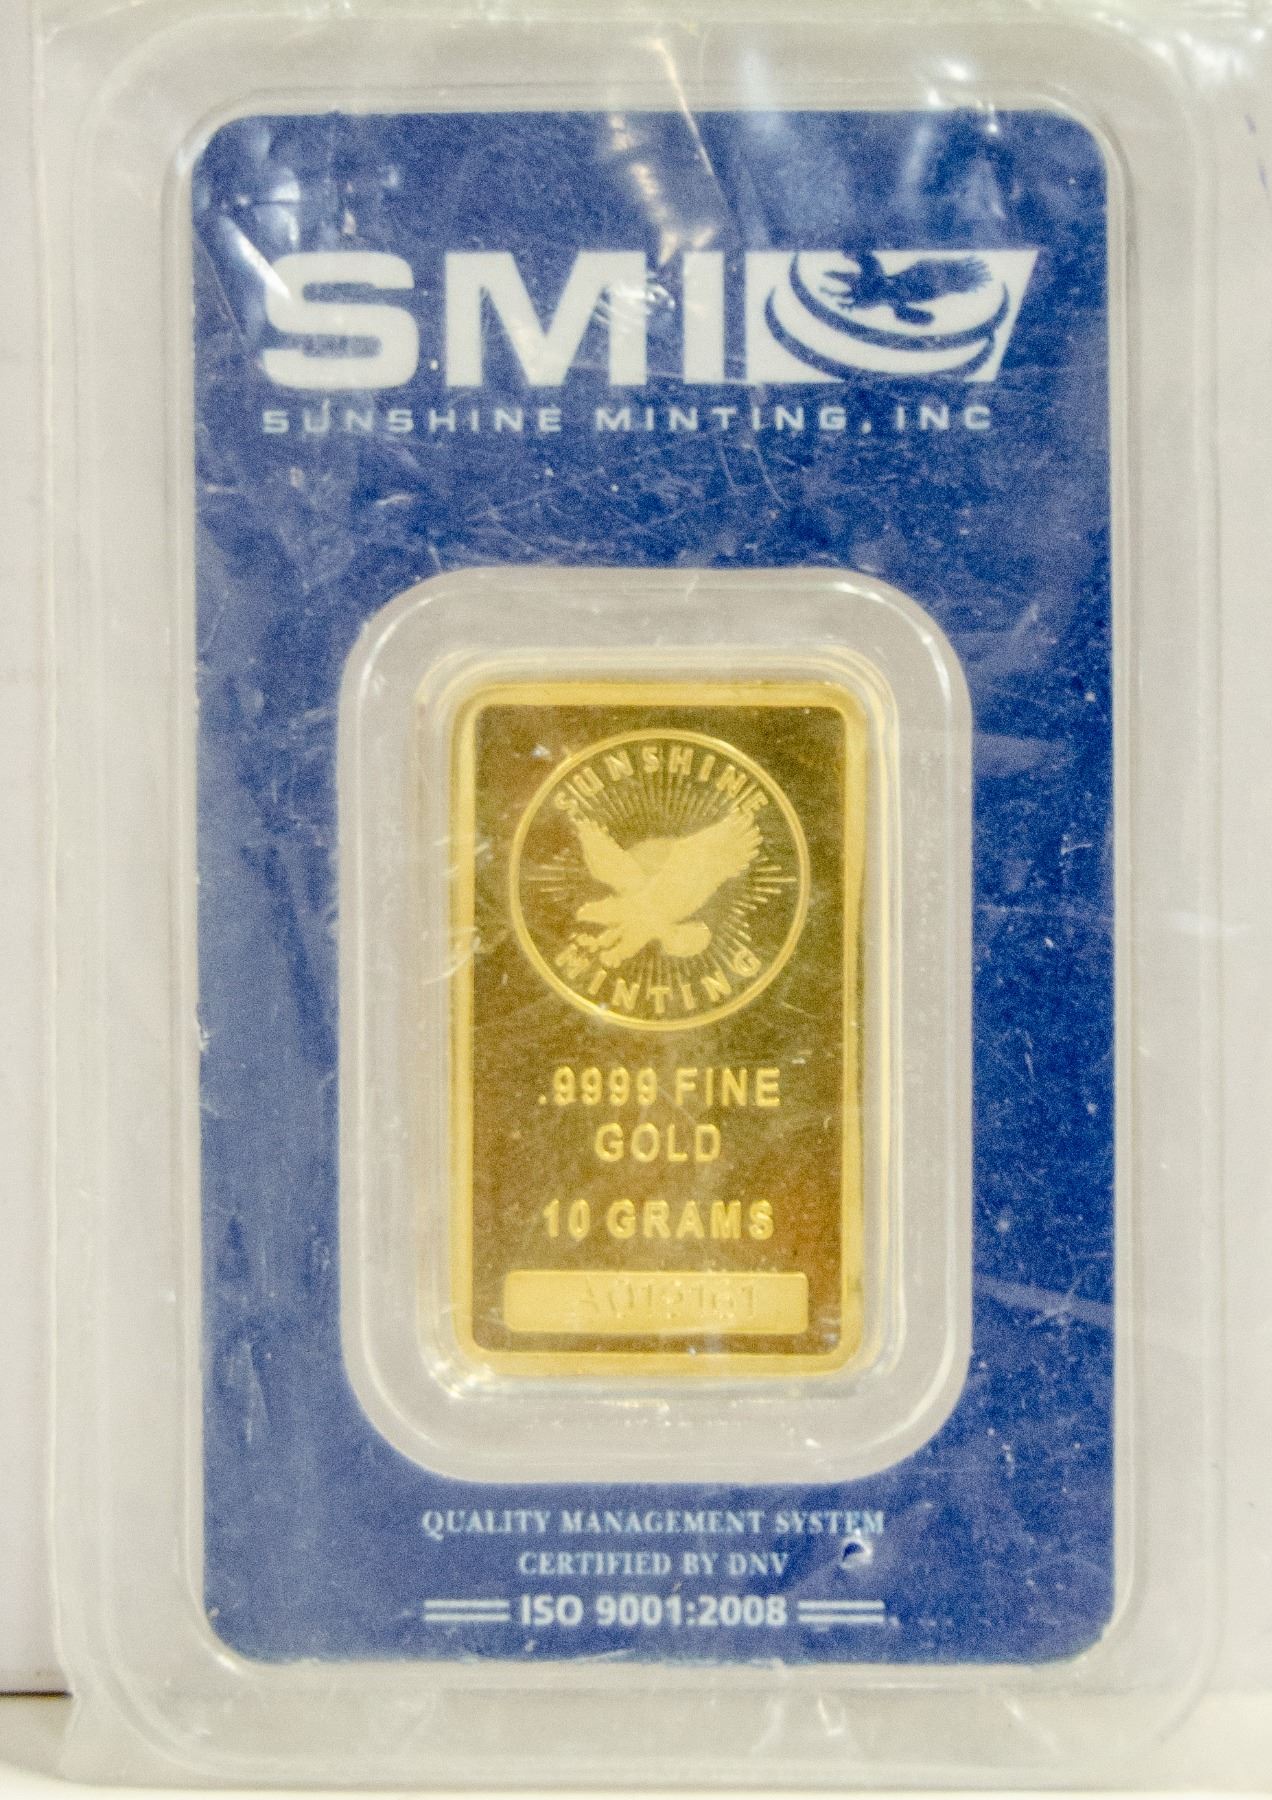 SMI
SUNSHINE MINTING, INC
SUNSHINE
MINTING
.9999 FINE
GOLD
10 GRAMS
QUALITY MANAGEMENT SYSTEM
CERTIFIED BY DNV
ISO 9001:2008